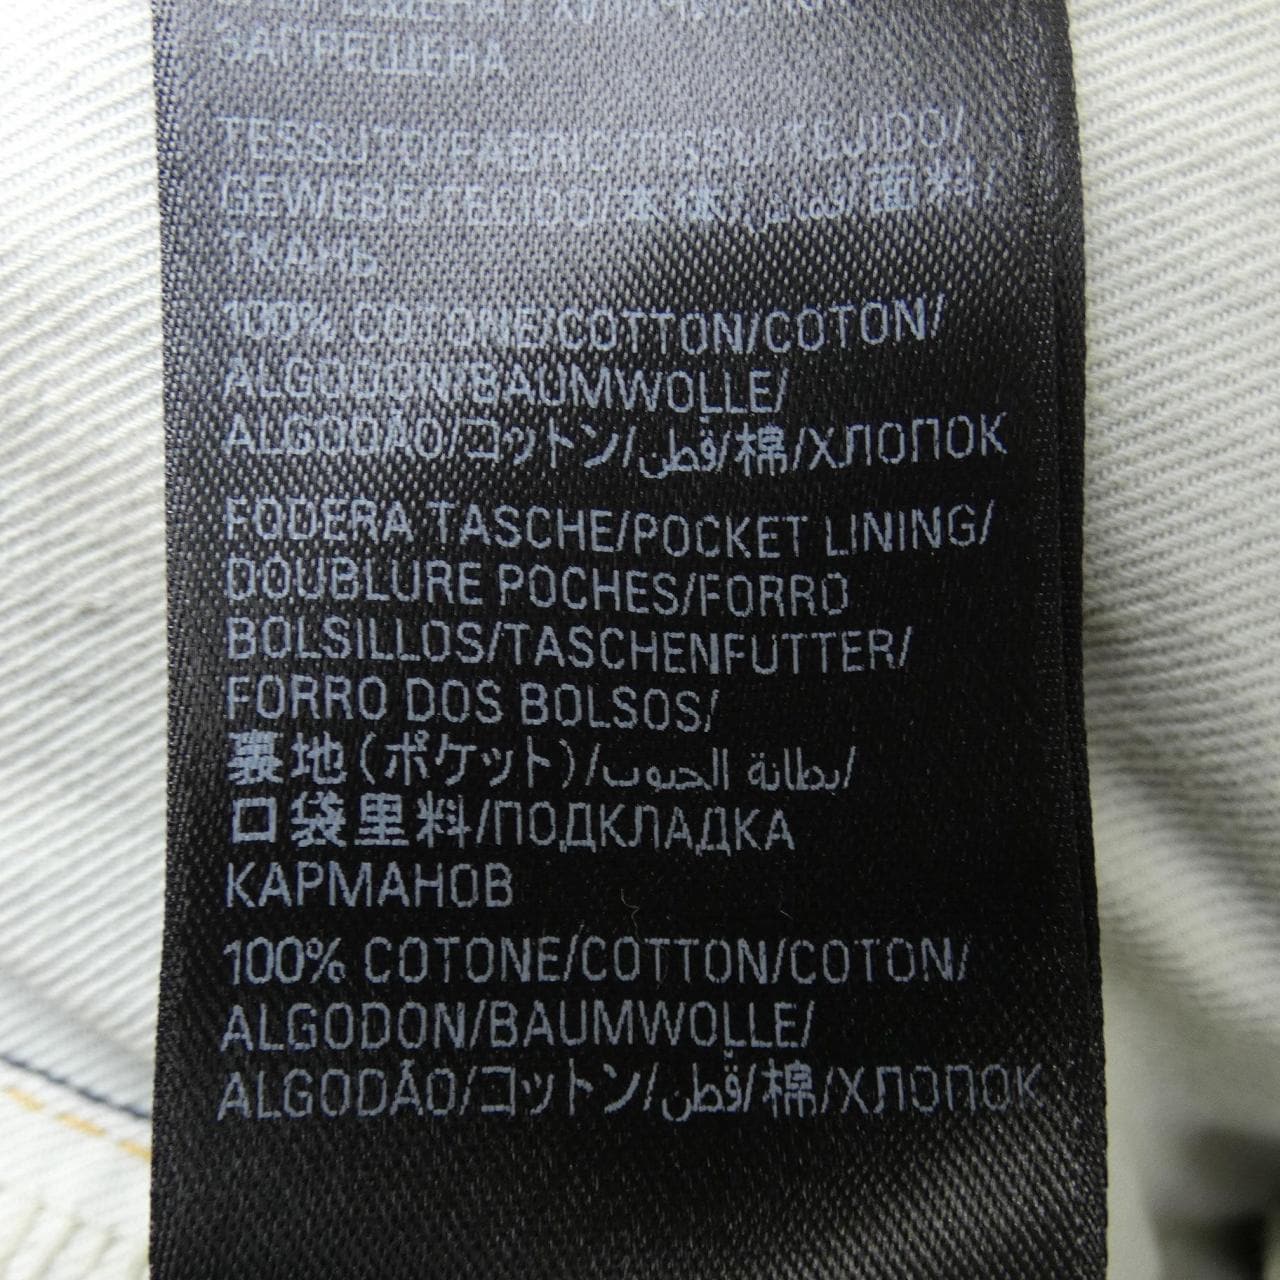 ЗАПРЕЩЕНА
TESSUTO/FABRIC/TISSU/TEJIDO/
GEWEBE/TECIDO/本体/قماش/面料/
ТКАНЬ
100% COTONE/COTTON/COTON/
ALGODON/BAUMWOLLE/
ALGODÃO/コットン/قطن/棉/ХЛОПОК
FODERA TASCHE/POCKET LINING/
DOUBLURE POCHES/FORRO
BOLSILLOS/TASCHENFUTTER/
FORRO DOS BOLSOS/
裏地(ポケット)/بطانة الجيوب/
口袋里料/ПОДКЛАДКА
КАРМАНОВ
100% COTONE/COTTON/COTON/
ALGODON/BAUMWOLLE/
ALGODÃO/コットン/قطن/棉/ХЛОПОК